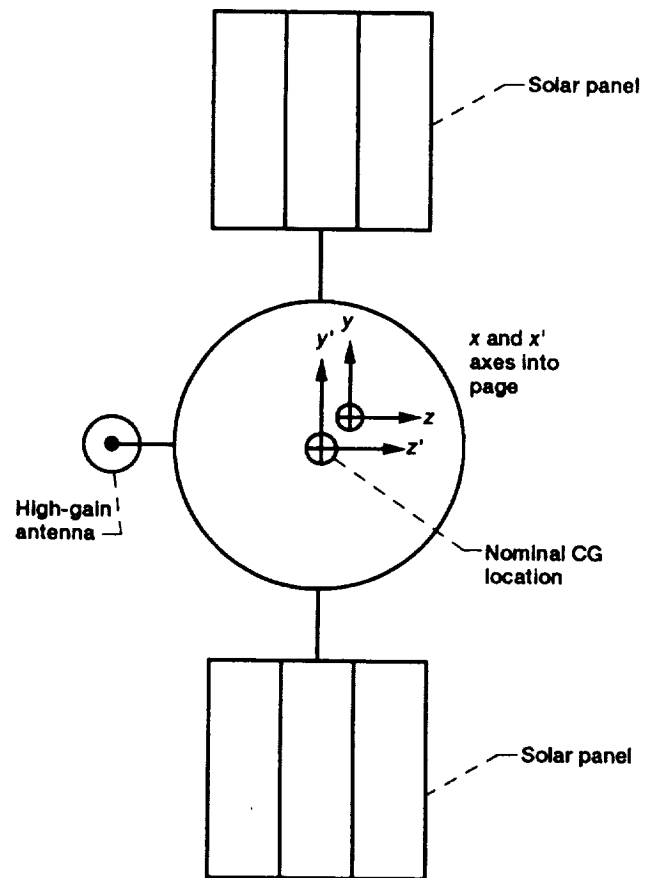 Solar panel
y
y'
x and x'
axes into
page
z
z'
High-gain
antenna
Nominal CG
location
Solar panel